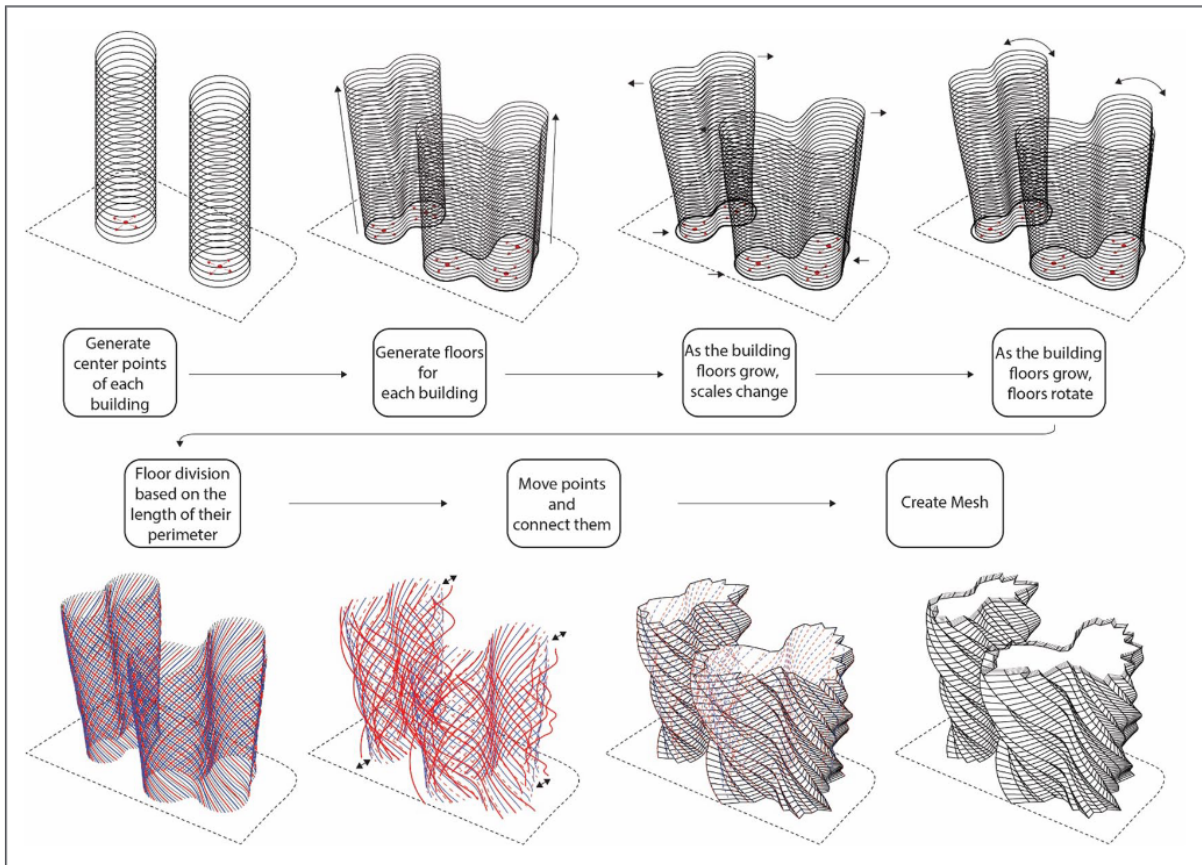 Generate
center points
of each
building
Generate floors
for
each building
As the building
floors grow,
scales change
As the building
floors grow,
floors rotate
Floor division
based on the
length of their
perimeter
Move points
and
connect them
Create Mesh